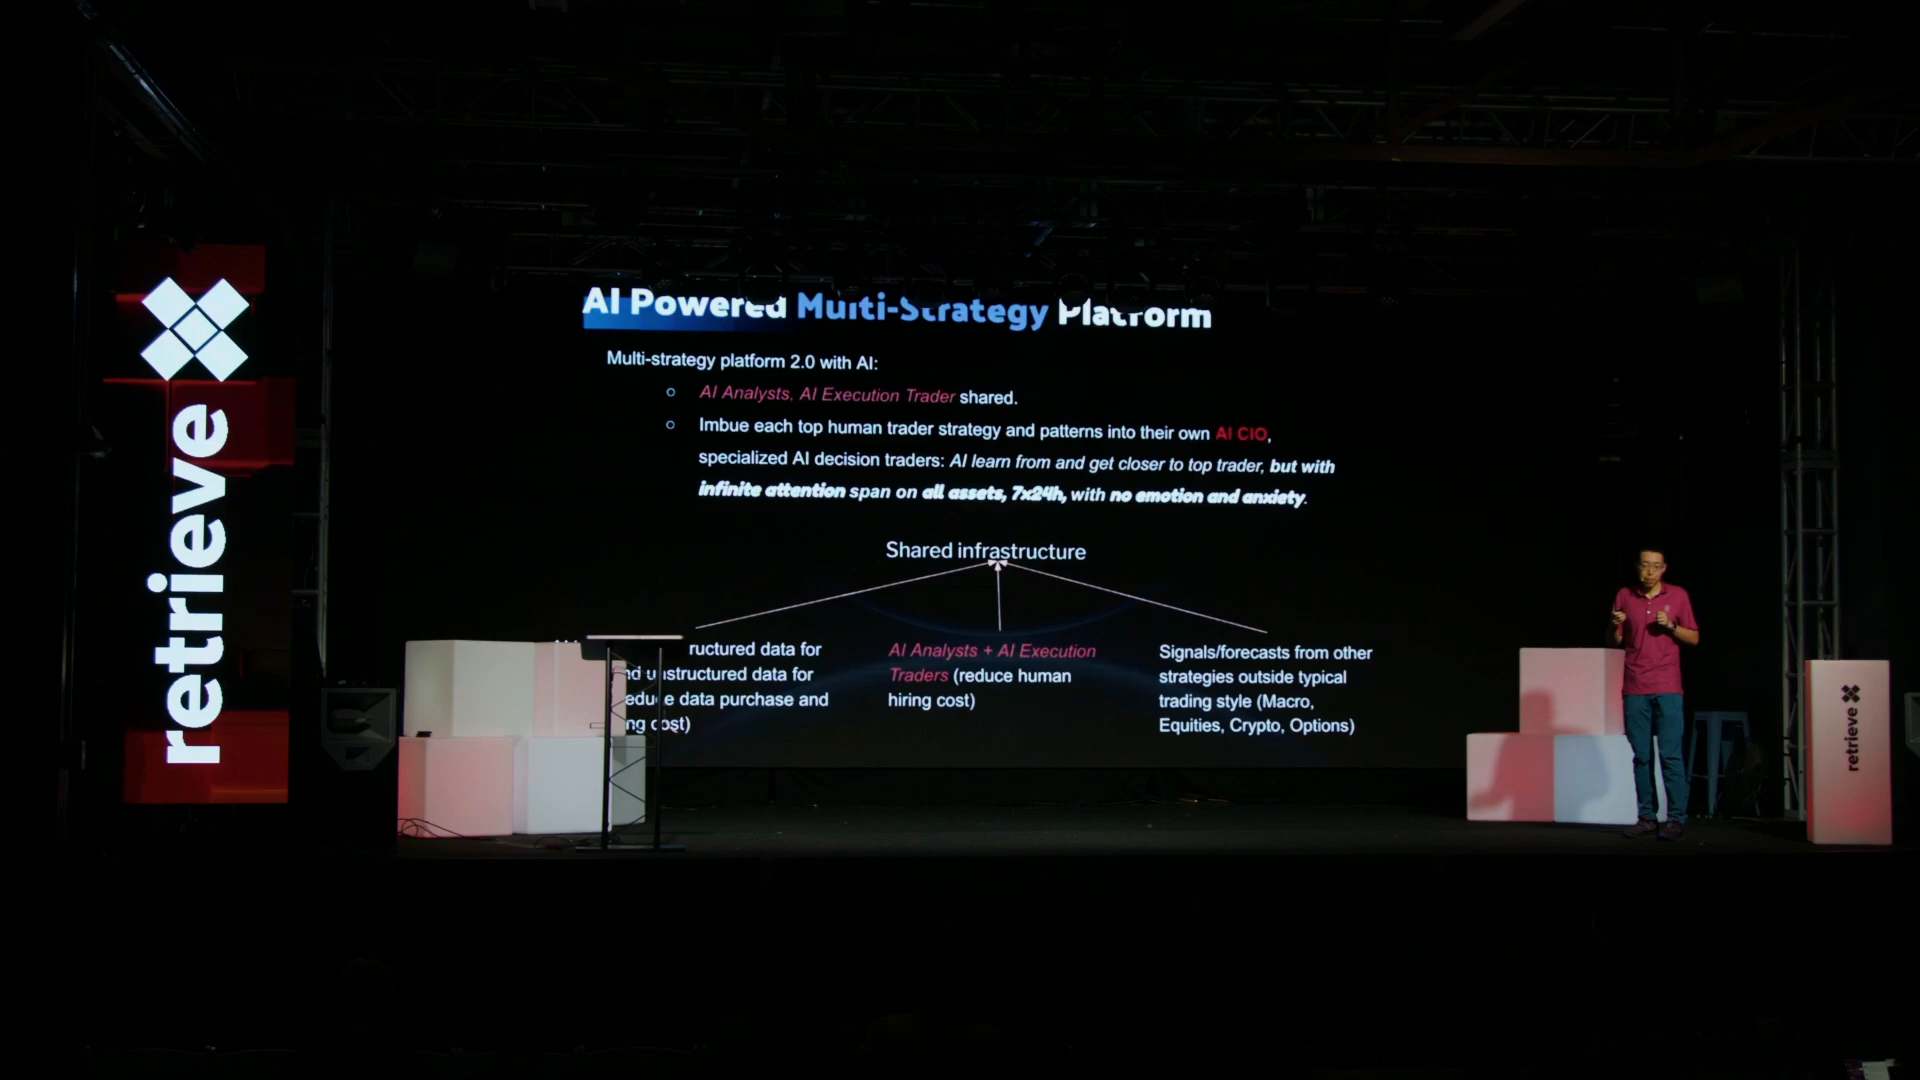 AI Powered Multi-Strategy Platform
Multi-strategy platform 2.0 with AI:
AI Analysts, AI Execution Trader shared.
Imbue each top human trader strategy and patterns into their own AI CIO,
specialized AI decision traders: AI learn from and get closer to top trader, but with
infinite attention span on all assets, 7x24h, with no emotion and anxiety.
Shared infrastructure
data for
data for
data purchase and
cost)
AI Analysts + AI Execution
Traders (reduce human
hiring cost)
Signals/forecasts from other
strategies outside typical
trading style (Macro,
Equities, Crypto, Options)
retrieve
retrieve